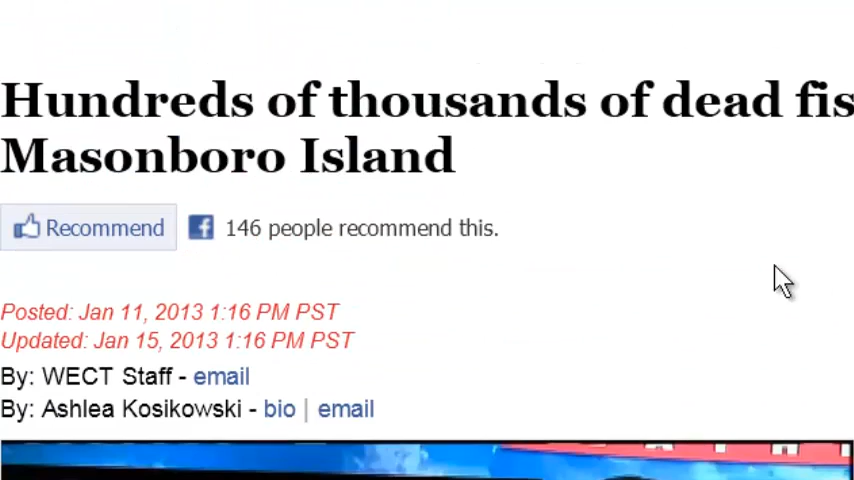 Hundreds of thousands of dead fis
Masonboro Island
Recommend 146 people recommend this.
Posted: Jan 11, 2013 1:16 PM PST
Updated: Jan 15, 2013 1:16 PM PST
By: WECT Staff - email
By: Ashlea Kosikowski - bio | email